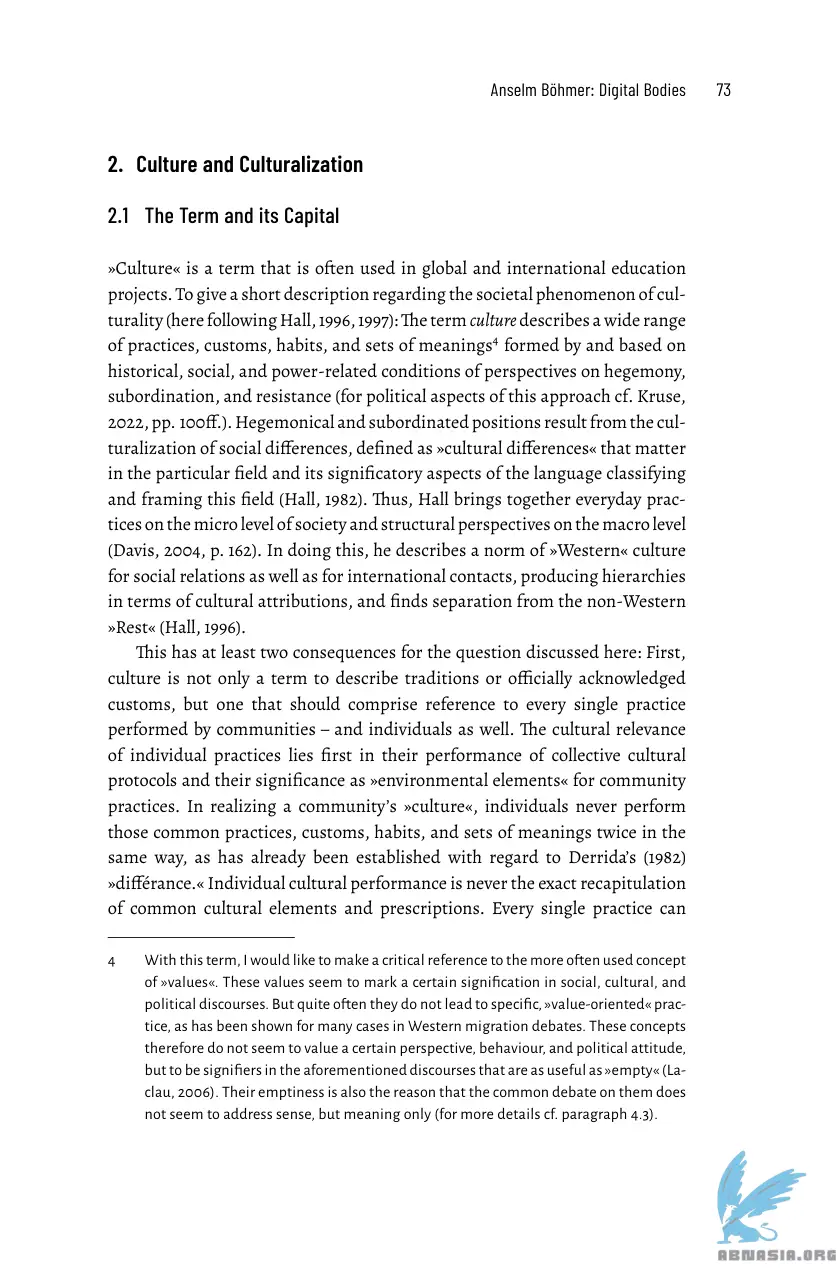 Anselm Böhmer: Digital Bodies 73
2. Culture and Culturalization
2.1 The Term and its Capital
»Culture« is a term that is often used in global and international education
projects. To give a short description regarding the societal phenomenon of cul-
turality (here following Hall, 1996, 1997): The term culture describes a wide range
of practices, customs, habits, and sets of meanings⁴ formed by and based on
historical, social, and power-related conditions of perspectives on hegemony,
subordination, and resistance (for political aspects of this approach cf. Kruse,
2022, pp. 100ff.). Hegemonical and subordinated positions result from the cul-
turalization of social differences, defined as »cultural differences« that matter
in the particular field and its significatory aspects of the language classifying
and framing this field (Hall, 1982). Thus, Hall brings together everyday prac-
tices on the micro level of society and structural perspectives on the macro level
(Davis, 2004, p. 162). In doing this, he describes a norm of »Western« culture
for social relations as well as for international contacts, producing hierarchies
in terms of cultural attributions, and finds separation from the non-Western
»Rest« (Hall, 1996).
This has at least two consequences for the question discussed here: First,
culture is not only a term to describe traditions or officially acknowledged
customs, but one that should comprise reference to every single practice
performed by communities – and individuals as well. The cultural relevance
of individual practices lies first in their performance of collective cultural
protocols and their significance as »environmental elements« for community
practices. In realizing a community’s »culture«, individuals never perform
those common practices, customs, habits, and sets of meanings twice in the
same way, as has already been established with regard to Derrida’s (1982)
»différance.« Individual cultural performance is never the exact recapitulation
of common cultural elements and prescriptions. Every single practice can
4 With this term, I would like to make a critical reference to the more often used concept
of »values«. These values seem to mark a certain signification in social, cultural, and
political discourses. But quite often they do not lead to specific, »value-oriented« prac-
tice, as has been shown for many cases in Western migration debates. These concepts
therefore do not seem to value a certain perspective, behaviour, and political attitude,
but to be signifiers in the aforementioned discourses that are as useful as »empty« (La-
clau, 2006). Their emptiness is also the reason that the common debate on them does
not seem to address sense, but meaning only (for more details cf. paragraph 4.3).
ABNASIA.ORG